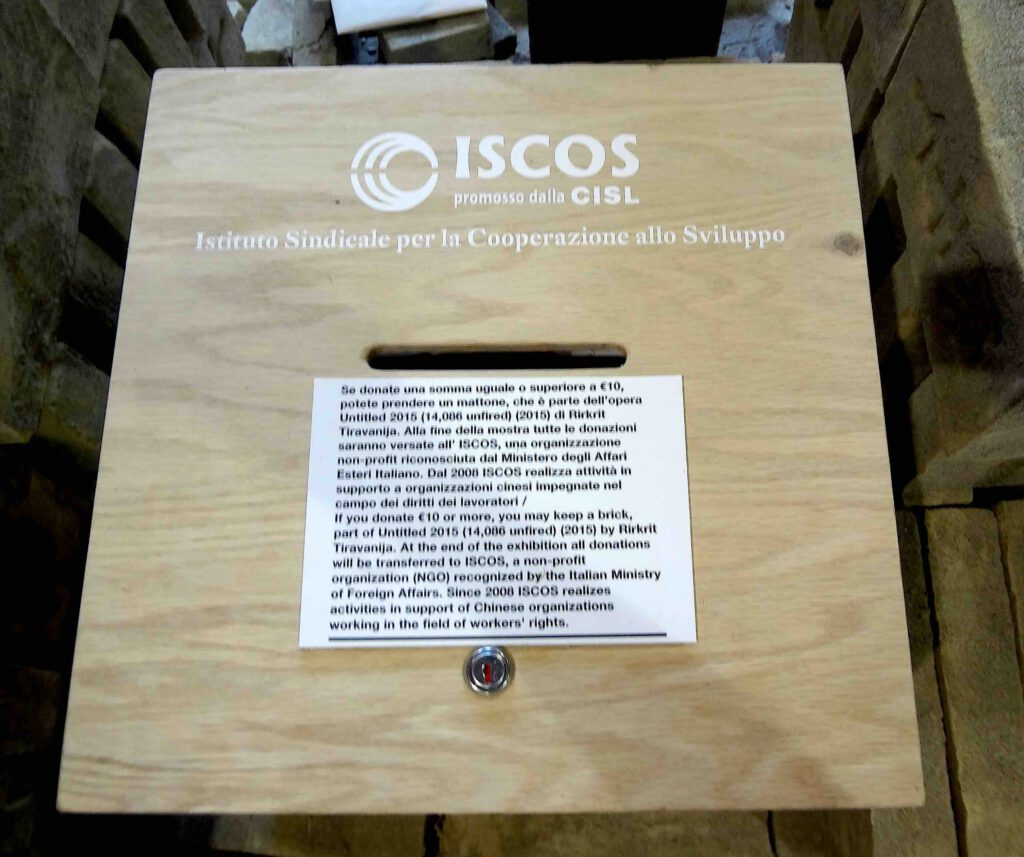 ISCOS
promosso dalla CISL
Istituto Sindicale per la Cooperazione allo Sviluppo
Se donate una somma uguale o superiore a €10,
potete prendere un mattone, che è parte dell'opera
Untitled 2015 (14,086 unfired) (2015) di Rirkrit
Tiravanija. Alla fine della mostra tutte le donazioni
saranno versate all' ISCOS, una organizzazione
non-profit riconosciuta dal Ministero degli Affari
Esteri Italiano. Dal 2008 ISCOS realizza attività in
supporto a organizzazioni cinesi impegnate nel
campo dei diritti dei lavoratori /
If you donate €10 or more, you may keep a brick,
part of Untitled 2015 (14,086 unfired) (2015) by Rirkrit
Tiravanija. At the end of the exhibition all donations
will be transferred to ISCOS, a non-profit
organization (NGO) recognized by the Italian Ministry
of Foreign Affairs. Since 2008 ISCOS realizes
activities in support of Chinese organizations
working in the field of workers' rights.